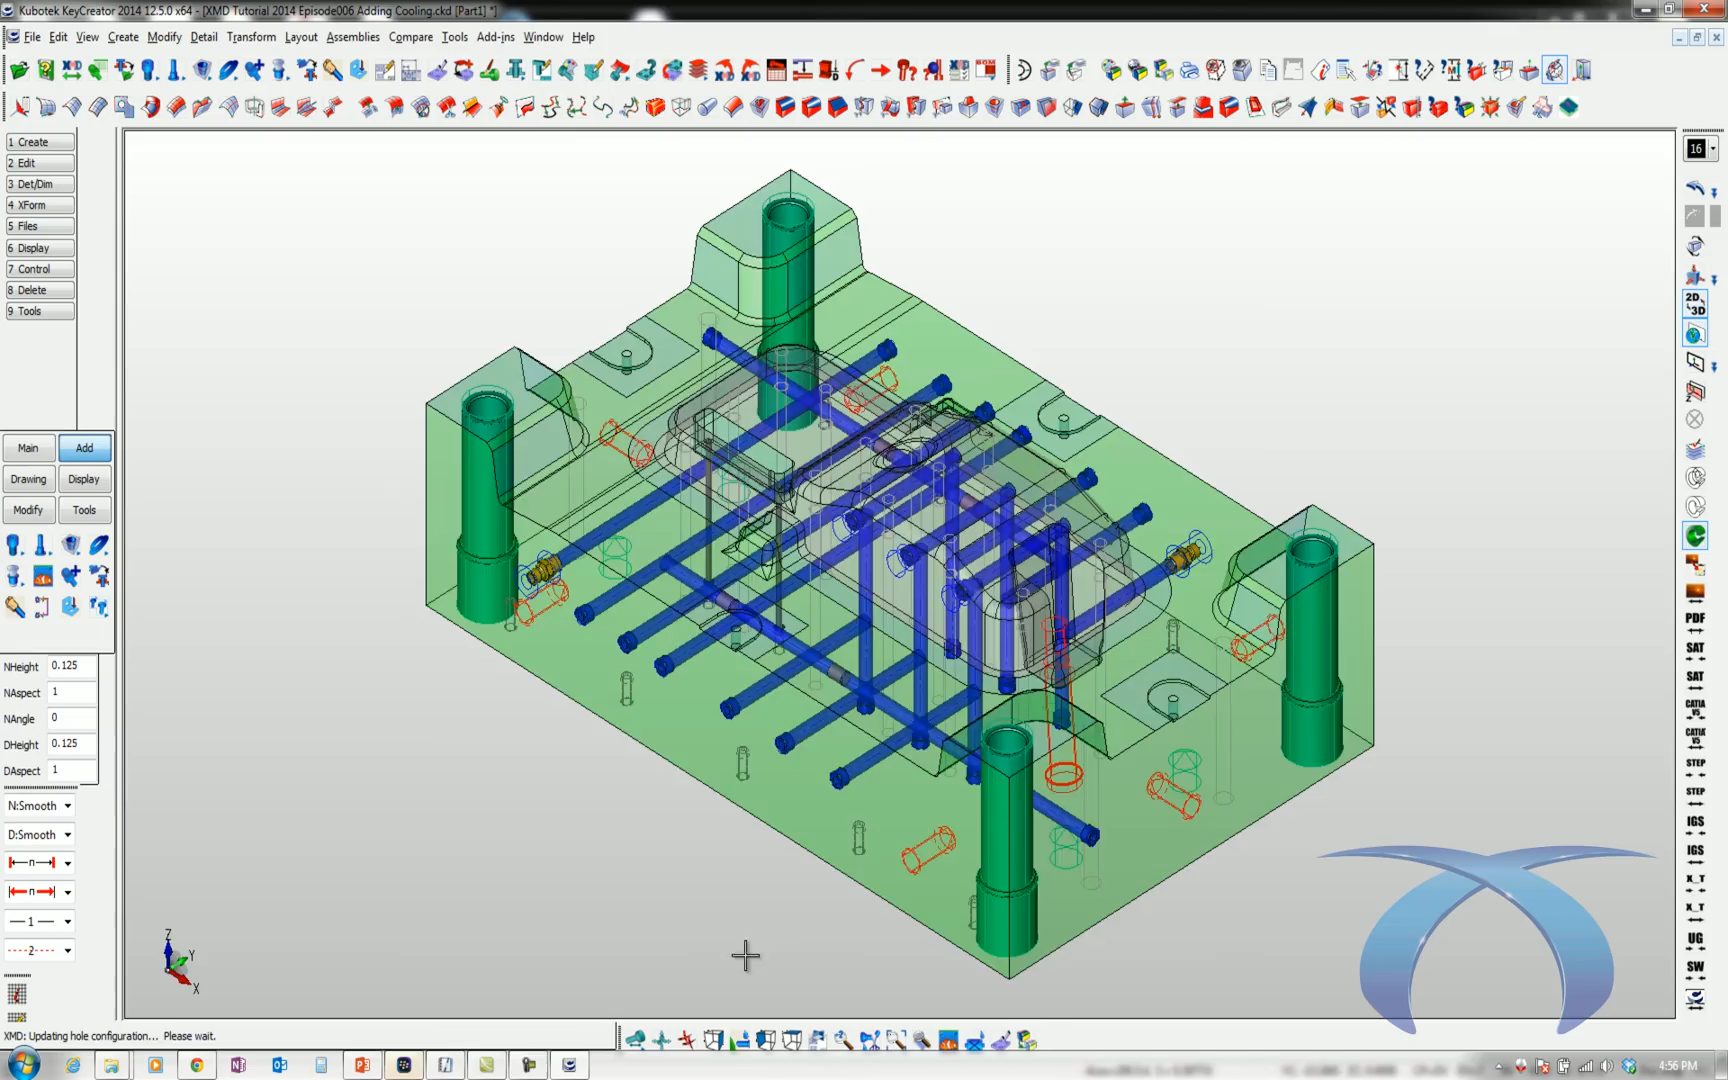 Kubotek KeyCreator 2014 12.5.0 x64 - [XMD Tutorial 2014 Episode006 Adding Cooling.ckd [Part1] *]
File Edit View Create Modify Detail Transform Layout Assemblies Compare Tools Add-ins Window Help
1 Create
2 Edit
3 Det/Dim
4 XForm
5 Files
6 Display
7 Control
8 Delete
9 Tools
Main Add
Drawing Display
Modify Tools
NHeight 0.125
NAspect 1
NAngle 0
DHeight 0.125
DAspect 1
N:Smooth
D:Smooth
n
n
1
2
16
2D
3D
PDF
SAT
SAT
CATIA V5
CATIA V5
STEP
STEP
IGS
IGS
X_T
X_T
UG
SW
Z
Y
X
XMD: Updating hole configuration... Please wait.
4:56 PM